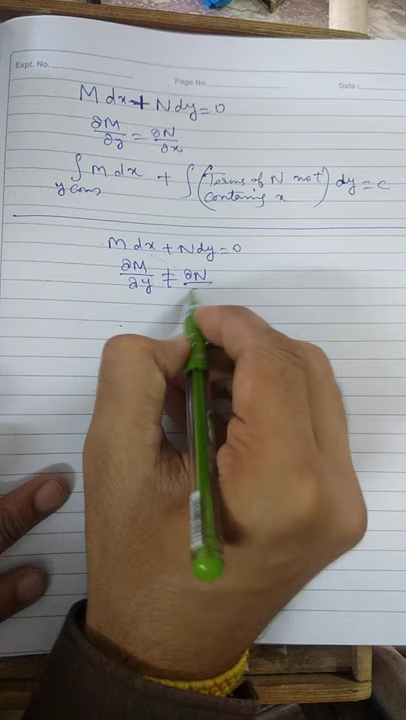 Expt. No.
Page No.
Date :
M dx + N dy = 0
∂M/∂y = ∂N/∂x
∫ M dx + ∫ (Terms of N not containing x) dy = c
y cons
M dx + N dy = 0
∂M/∂y ≠ ∂N